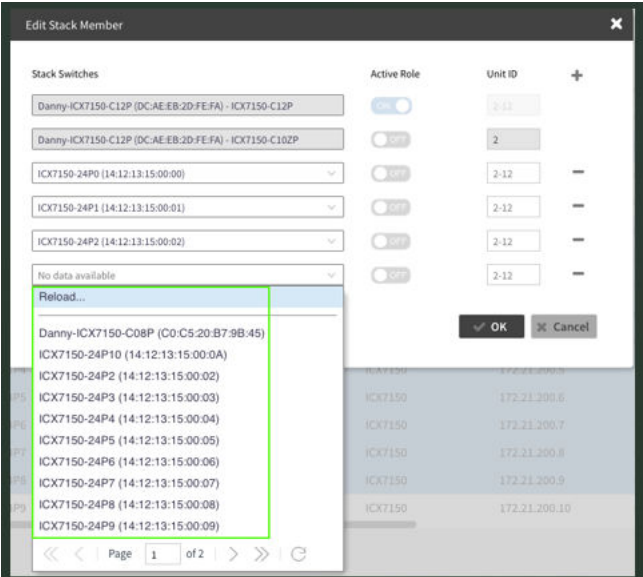 Edit Stack Member
Stack Switches Active Role Unit ID
Danny-ICX7150-C12P (DC:AE:EB:2D:FE:FA) - ICX7150-C12P ON 2-12
Danny-ICX7150-C12P (DC:AE:EB:2D:FE:FA) - ICX7150-C10ZP OFF 2
ICX7150-24P0 (14:12:13:15:00:00) OFF 2-12
ICX7150-24P1 (14:12:13:15:00:01) OFF 2-12
ICX7150-24P2 (14:12:13:15:00:02) OFF 2-12
No data available OFF 2-12
Reload...
OK Cancel
Danny-ICX7150-C08P (C0:C5:20:B7:9B:45)
ICX7150-24P10 (14:12:13:15:00:0A)
ICX7150-24P2 (14:12:13:15:00:02)
ICX7150-24P3 (14:12:13:15:00:03)
ICX7150-24P4 (14:12:13:15:00:04)
ICX7150-24P5 (14:12:13:15:00:05)
ICX7150-24P6 (14:12:13:15:00:06)
ICX7150-24P7 (14:12:13:15:00:07)
ICX7150-24P8 (14:12:13:15:00:08)
ICX7150-24P9 (14:12:13:15:00:09)
ICX7150 172.21.200.5
ICX7150 172.21.200.6
ICX7150 172.21.200.7
ICX7150 172.21.200.8
ICX7150 172.21.200.9
ICX7150 172.21.200.10
Page 1 of 2